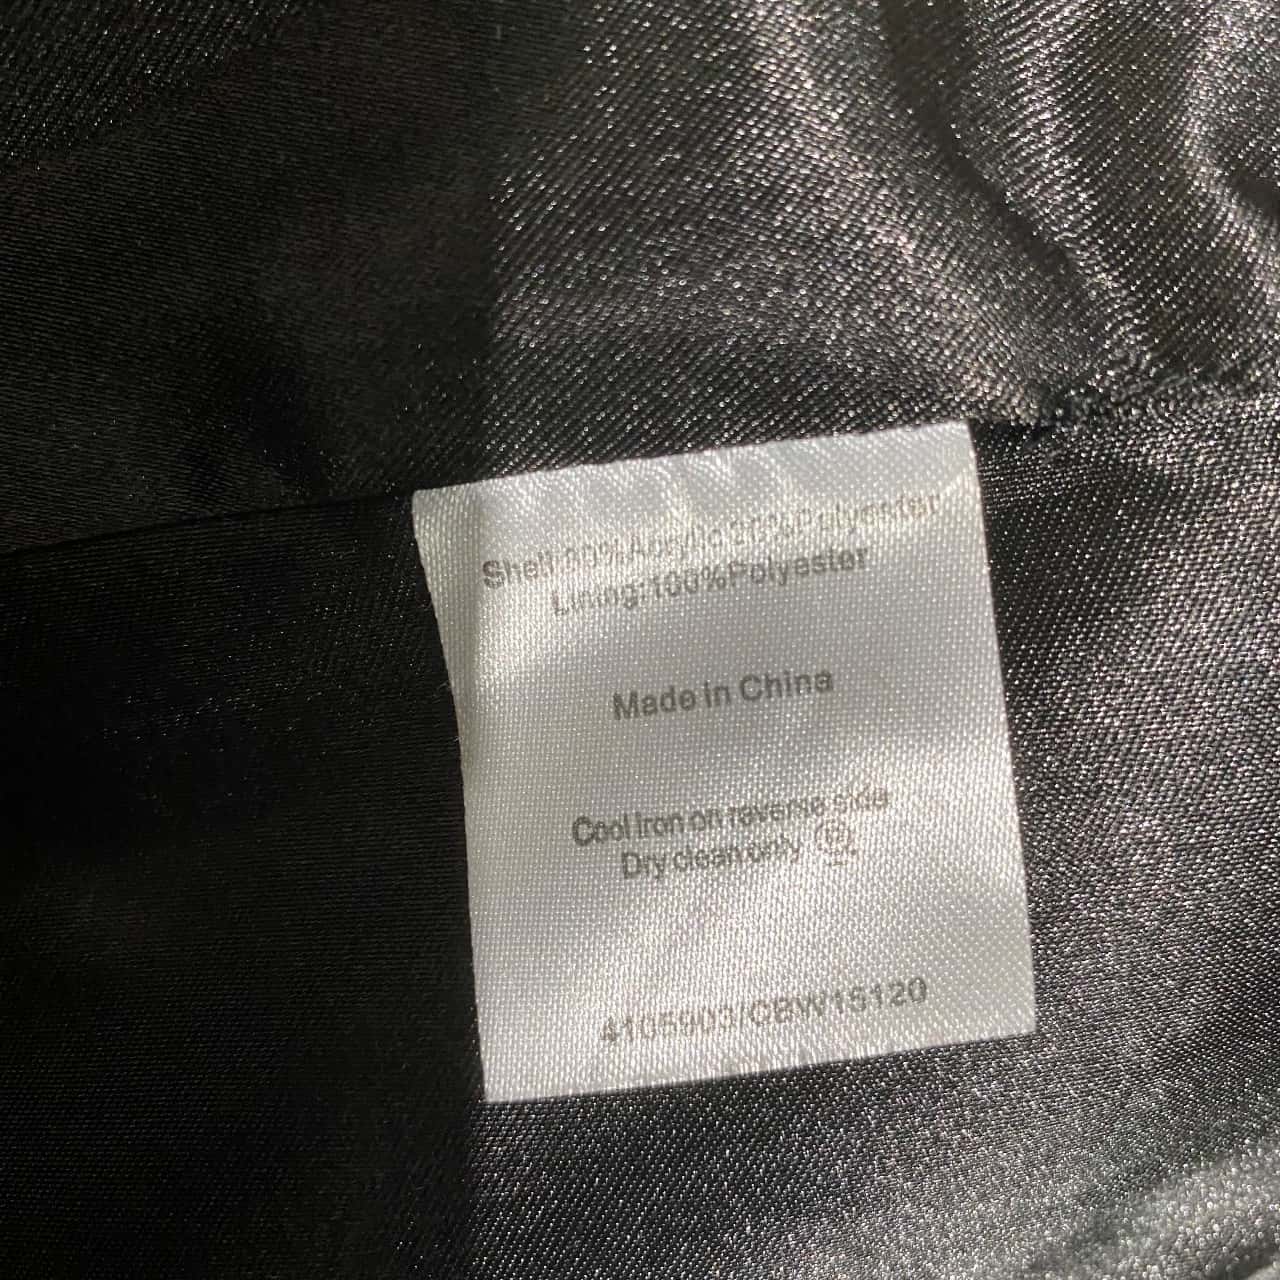 Shell: Acrylic Polyester
Lining:100%Polyester
Made in China
Cool Iron on reverse side
Dry clean only Ⓟ
4105903/CBW15120